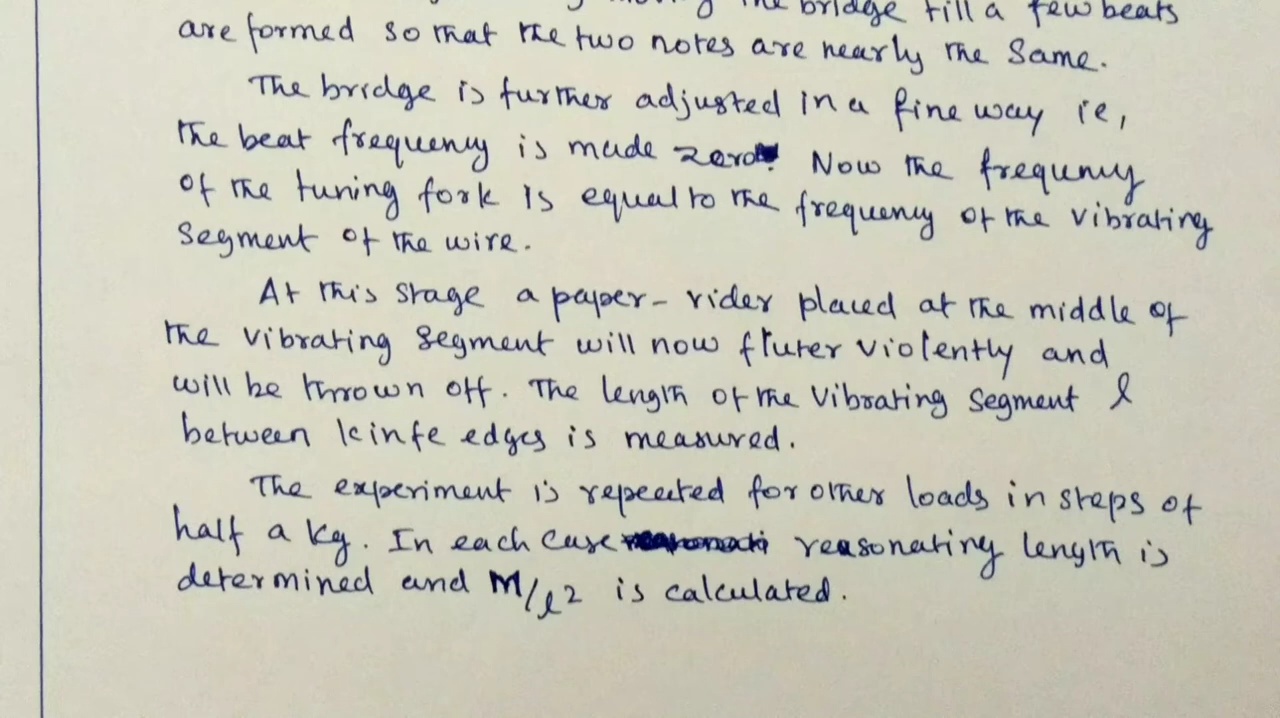 the bridge till a few beats
are formed so that the two notes are nearly the same.
The bridge is further adjusted in a fine way ie,
the beat frequency is made zero. Now the frequency
of the tuning fork is equal to the frequency of the vibrating
segment of the wire.
At this stage a paper-rider placed at the middle of
the vibrating segment will now fluter violently and
will be thrown off. The length of the vibrating segment l
between kinfe edges is measured.
The experiment is repeated for other loads in steps of
half a kg. In each case reasonating length is
determined and M/l2 is calculated.